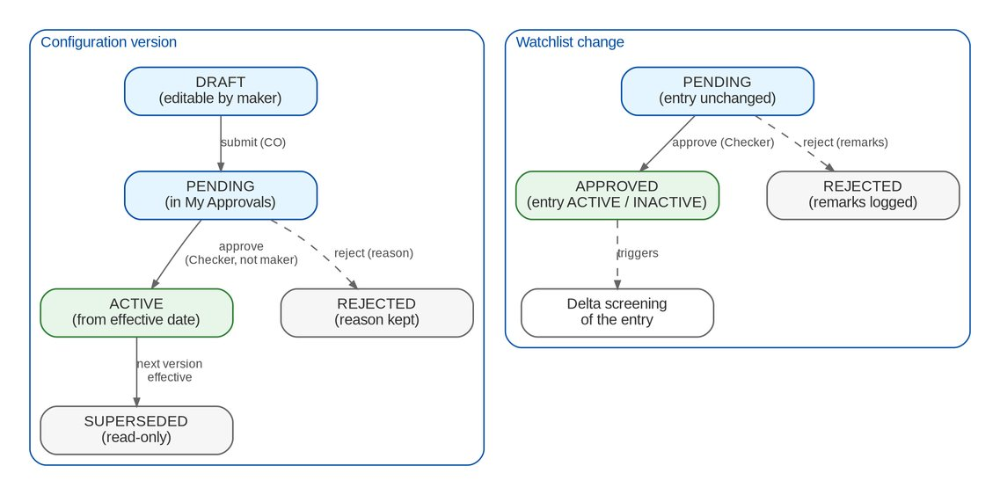 Configuration version
DRAFT
(editable by maker)
submit (CO)
PENDING
(in My Approvals)
approve
(Checker, not maker)
reject (reason)
ACTIVE
(from effective date)
REJECTED
(reason kept)
next version
effective
SUPERSEDED
(read-only)
Watchlist change
PENDING
(entry unchanged)
approve (Checker)
reject (remarks)
APPROVED
(entry ACTIVE / INACTIVE)
REJECTED
(remarks logged)
triggers
Delta screening
of the entry